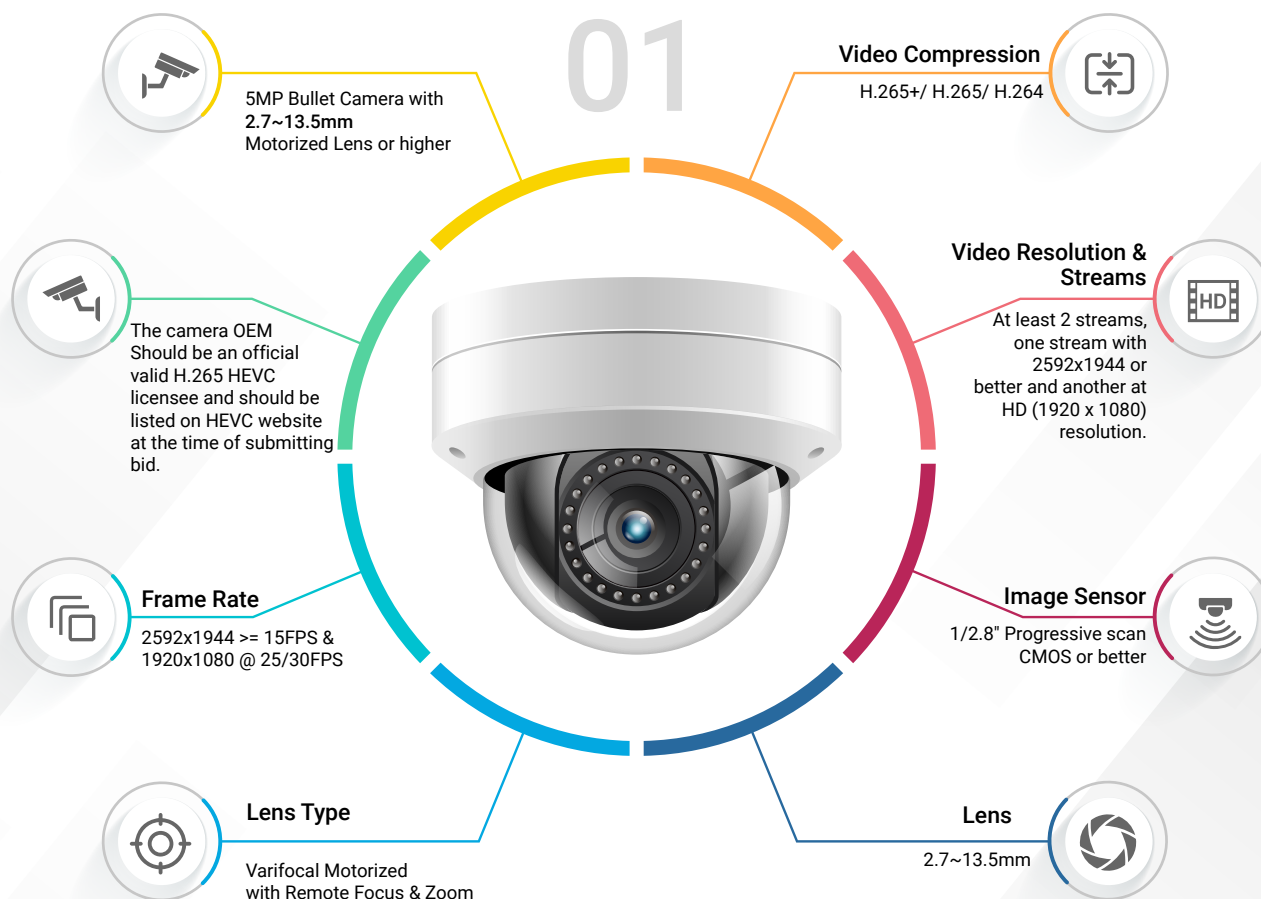 01
5MP Bullet Camera with
2.7~13.5mm
Motorized Lens or higher
Video Compression
H.265+/ H.265/ H.264
The camera OEM
Should be an official
valid H.265 HEVC
licensee and should be
listed on HEVC website
at the time of submitting
bid.
Video Resolution &
Streams
At least 2 streams,
one stream with
2592x1944 or
better and another at
HD (1920 x 1080)
resolution.
HD
Frame Rate
2592x1944 >= 15FPS &
1920x1080 @ 25/30FPS
Image Sensor
1/2.8" Progressive scan
CMOS or better
Lens Type
Varifocal Motorized
with Remote Focus & Zoom
Lens
2.7~13.5mm